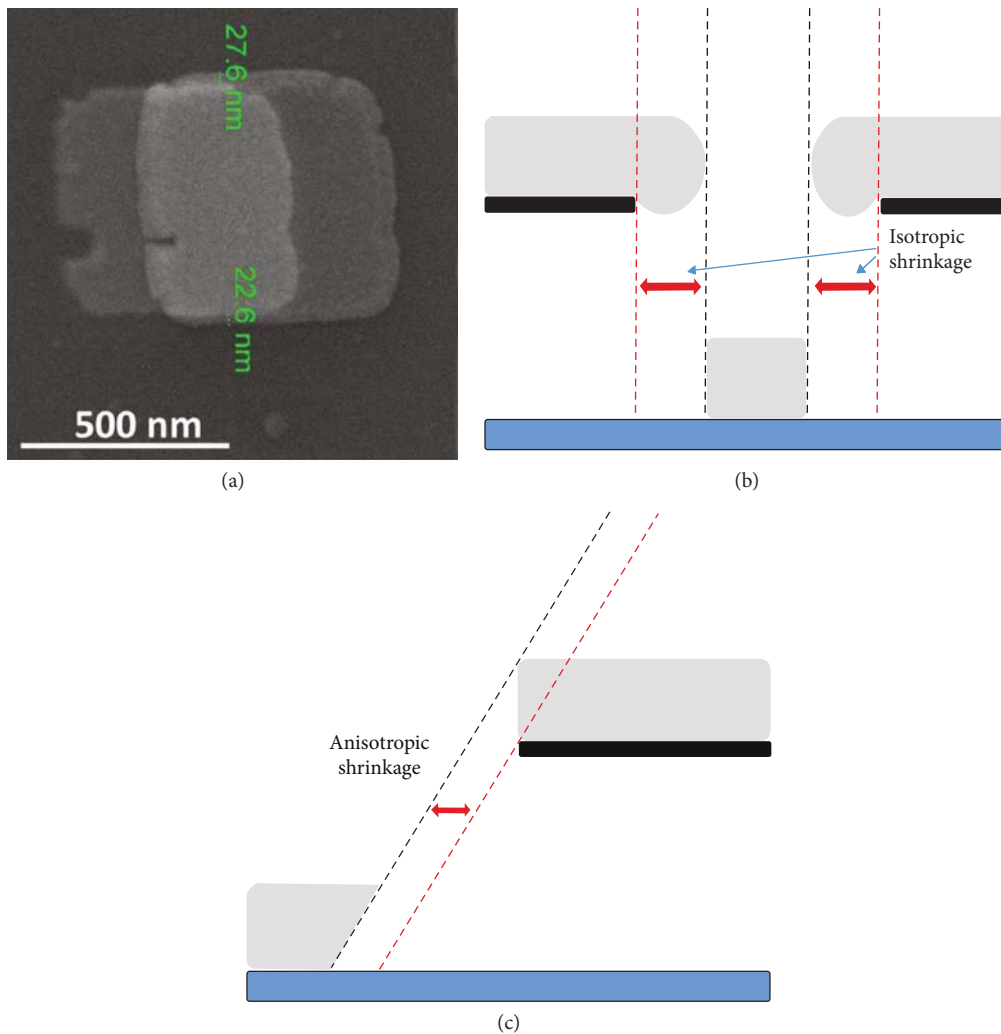 27.6 nm
22.6 nm
500 nm
(a)
Isotropic
shrinkage
(b)
Anisotropic
shrinkage
(c)